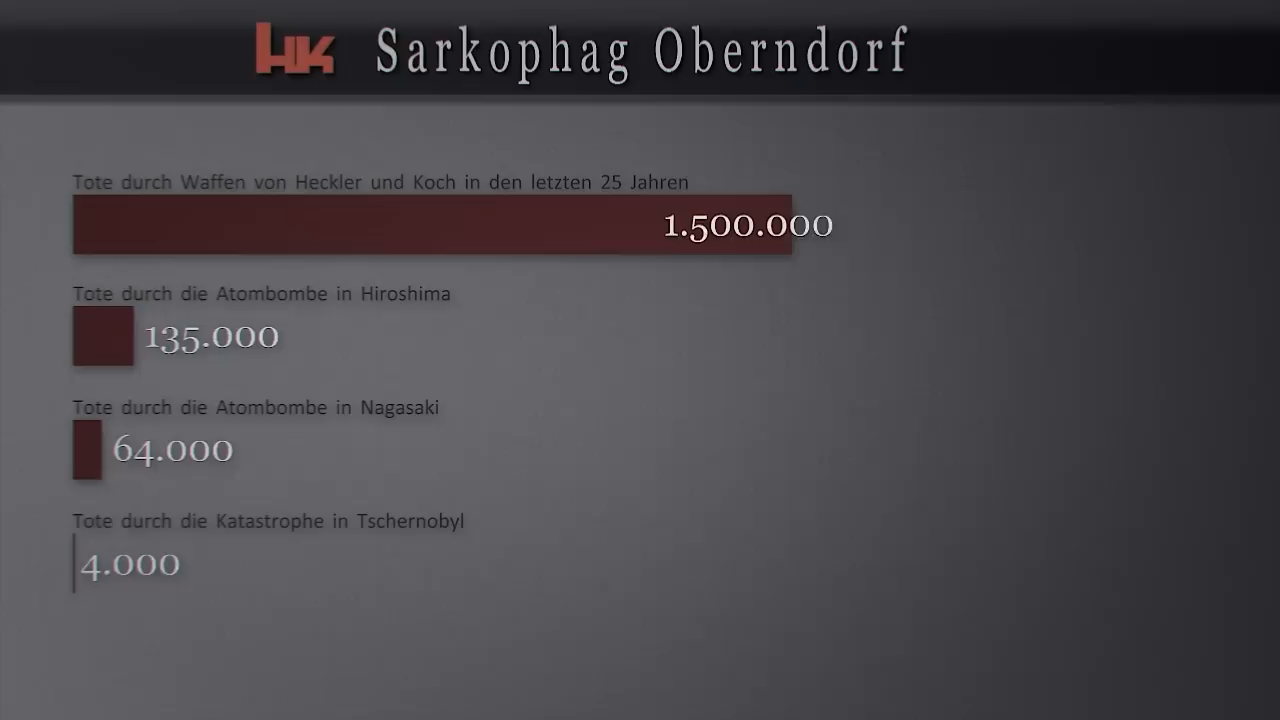 HK Sarkophag Oberndorf
Tote durch Waffen von Heckler und Koch in den letzten 25 Jahren
1.500.000
Tote durch die Atombombe in Hiroshima
135.000
Tote durch die Atombombe in Nagasaki
64.000
Tote durch die Katastrophe in Tschernobyl
4.000